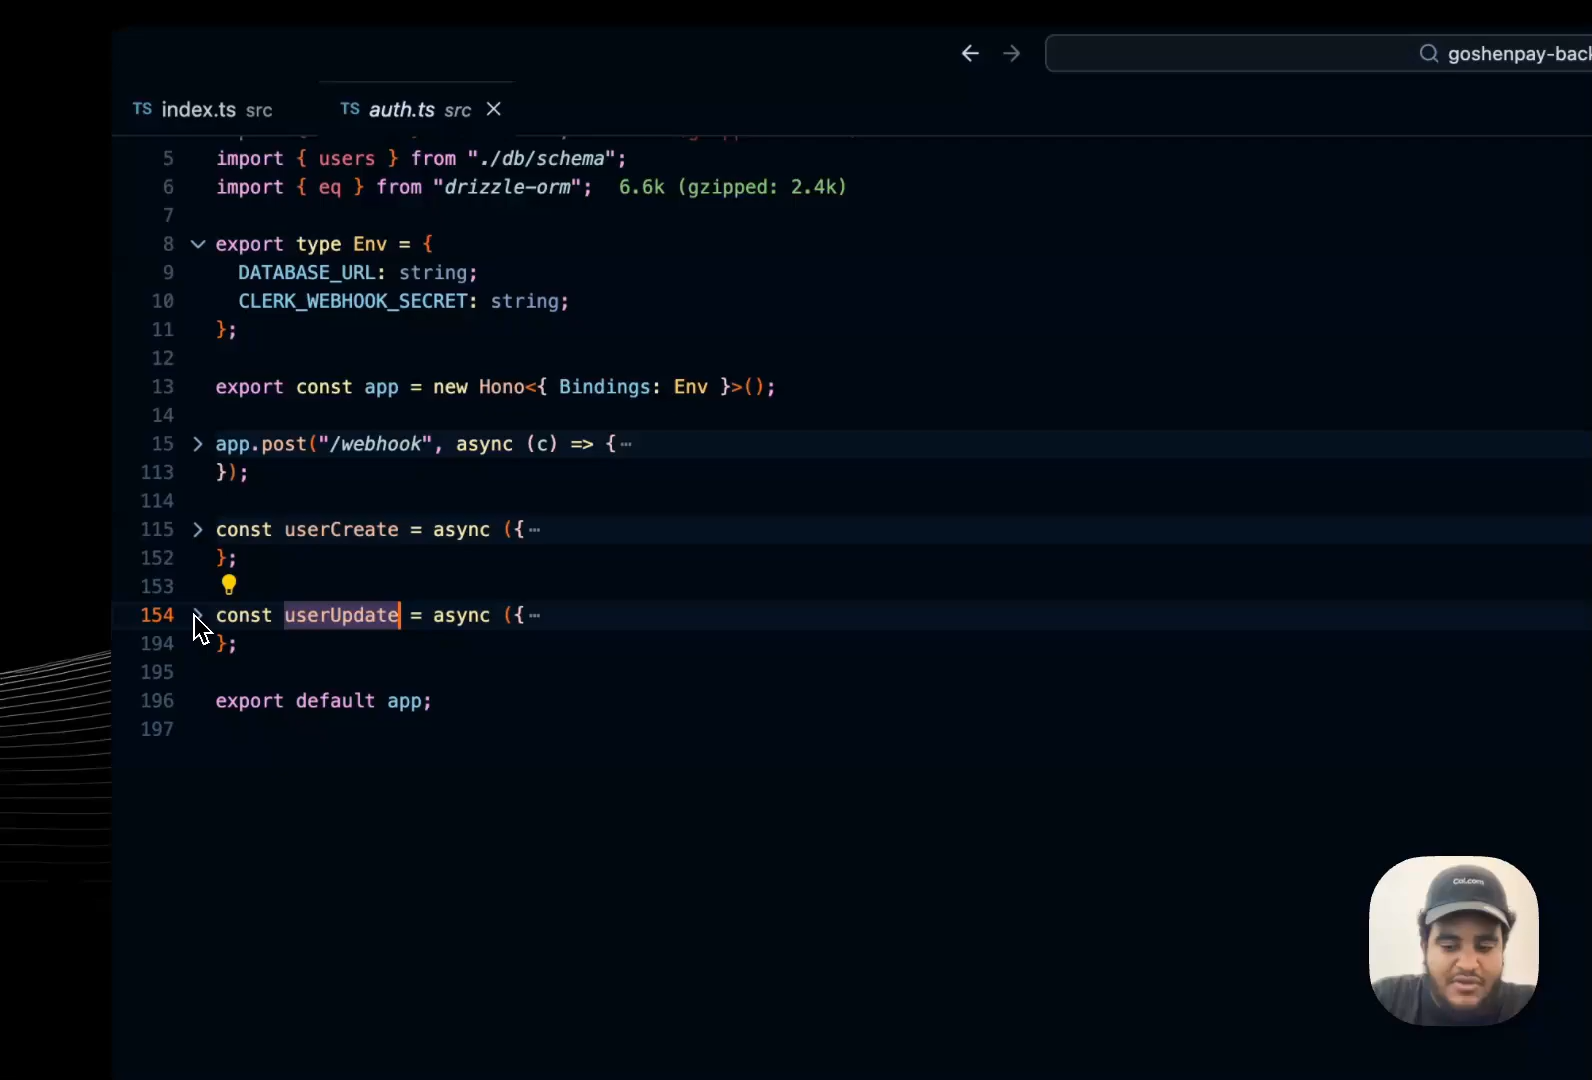 goshenpay-back
TS index.ts src
TS auth.ts src
5 import { users } from "./db/schema";
6 import { eq } from "drizzle-orm"; 6.6k (gzipped: 2.4k)
7
8 export type Env = {
9 DATABASE_URL: string;
10 CLERK_WEBHOOK_SECRET: string;
11 };
12
13 export const app = new Hono<{ Bindings: Env }>();
14
15 app.post("/webhook", async (c) => { ⋯
113 });
114
115 const userCreate = async ({ ⋯
152 };
153
154 const userUpdate = async ({ ⋯
194 };
195
196 export default app;
197
Cal.com